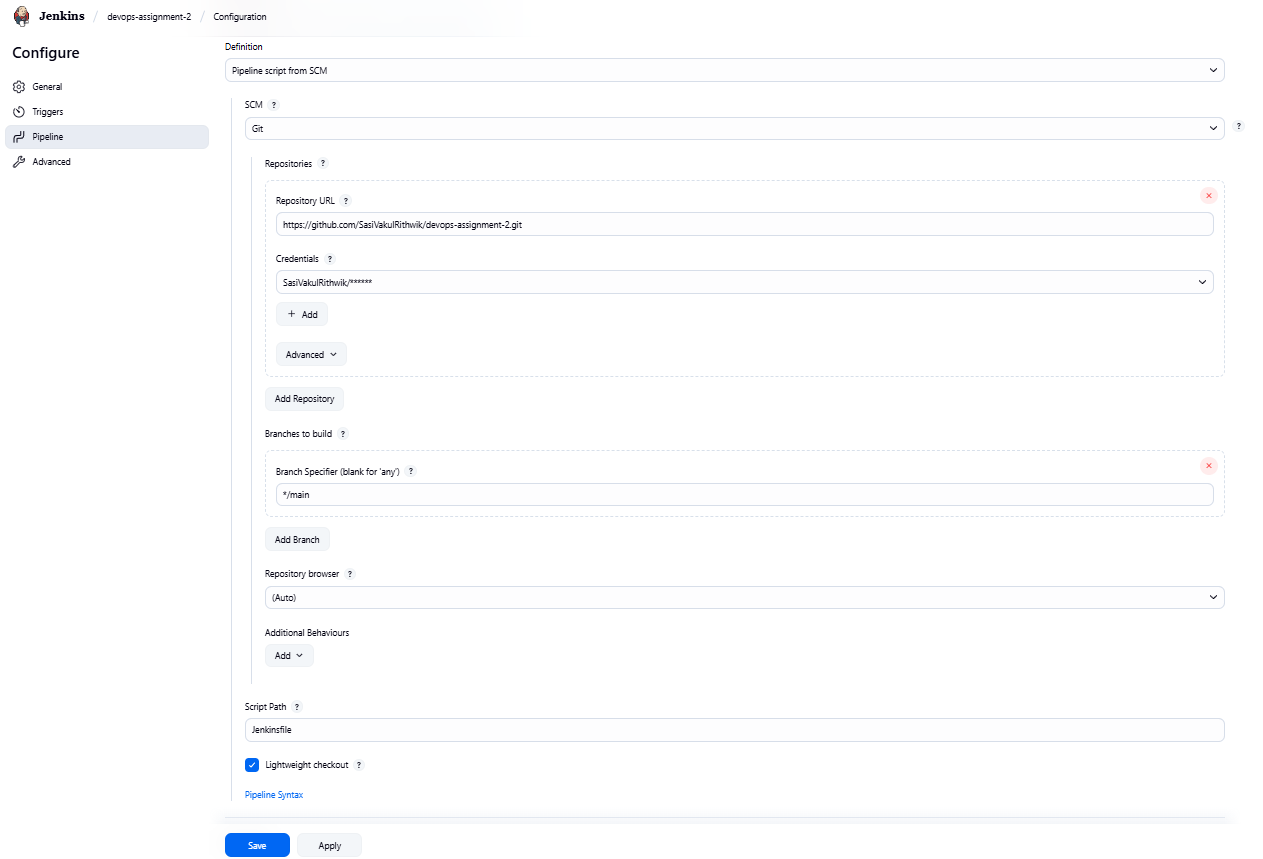 Jenkins / devops-assignment-2 / Configuration
Configure
General
Triggers
Pipeline
Advanced
Definition
Pipeline script from SCM
SCM ?
Git
?
Repositories ?
Repository URL ?
https://github.com/SasiVakulRithwik/devops-assignment-2.git
Credentials ?
SasiVakulRithwik/******
+ Add
Advanced
Add Repository
Branches to build ?
Branch Specifier (blank for 'any') ?
*/main
Add Branch
Repository browser ?
(Auto)
Additional Behaviours
Add
Script Path ?
Jenkinsfile
Lightweight checkout ?
Pipeline Syntax
Save Apply